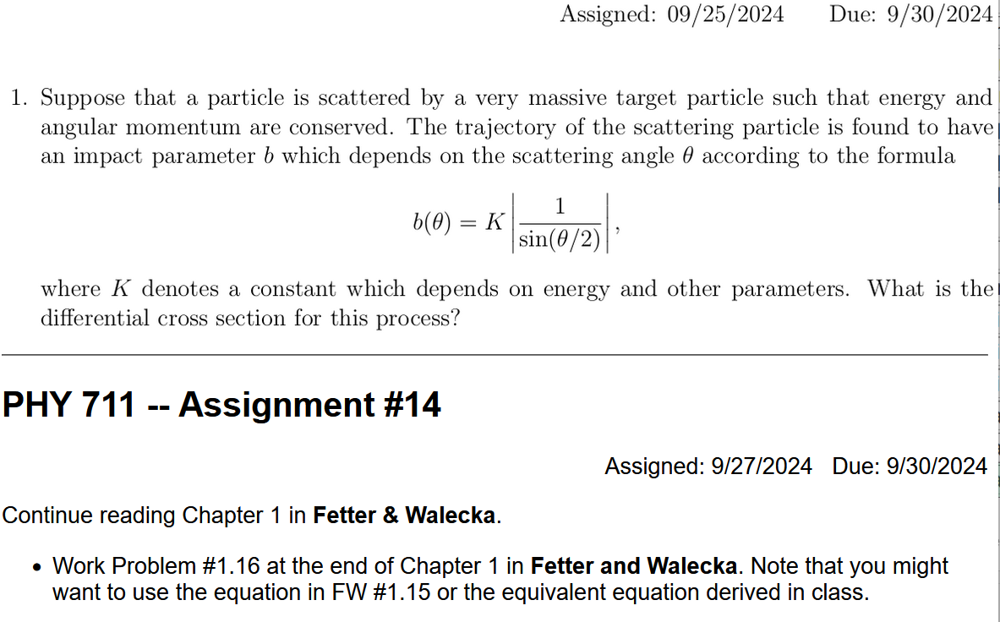 Assigned: 09/25/2024 Due: 9/30/2024
1. Suppose that a particle is scattered by a very massive target particle such that energy and
angular momentum are conserved. The trajectory of the scattering particle is found to have
an impact parameter b which depends on the scattering angle θ according to the formula
b(θ) = K |1/sin(θ/2)|,
where K denotes a constant which depends on energy and other parameters. What is the
differential cross section for this process?
PHY 711 -- Assignment #14
Assigned: 9/27/2024 Due: 9/30/2024
Continue reading Chapter 1 in Fetter & Walecka.
• Work Problem #1.16 at the end of Chapter 1 in Fetter and Walecka. Note that you might
want to use the equation in FW #1.15 or the equivalent equation derived in class.